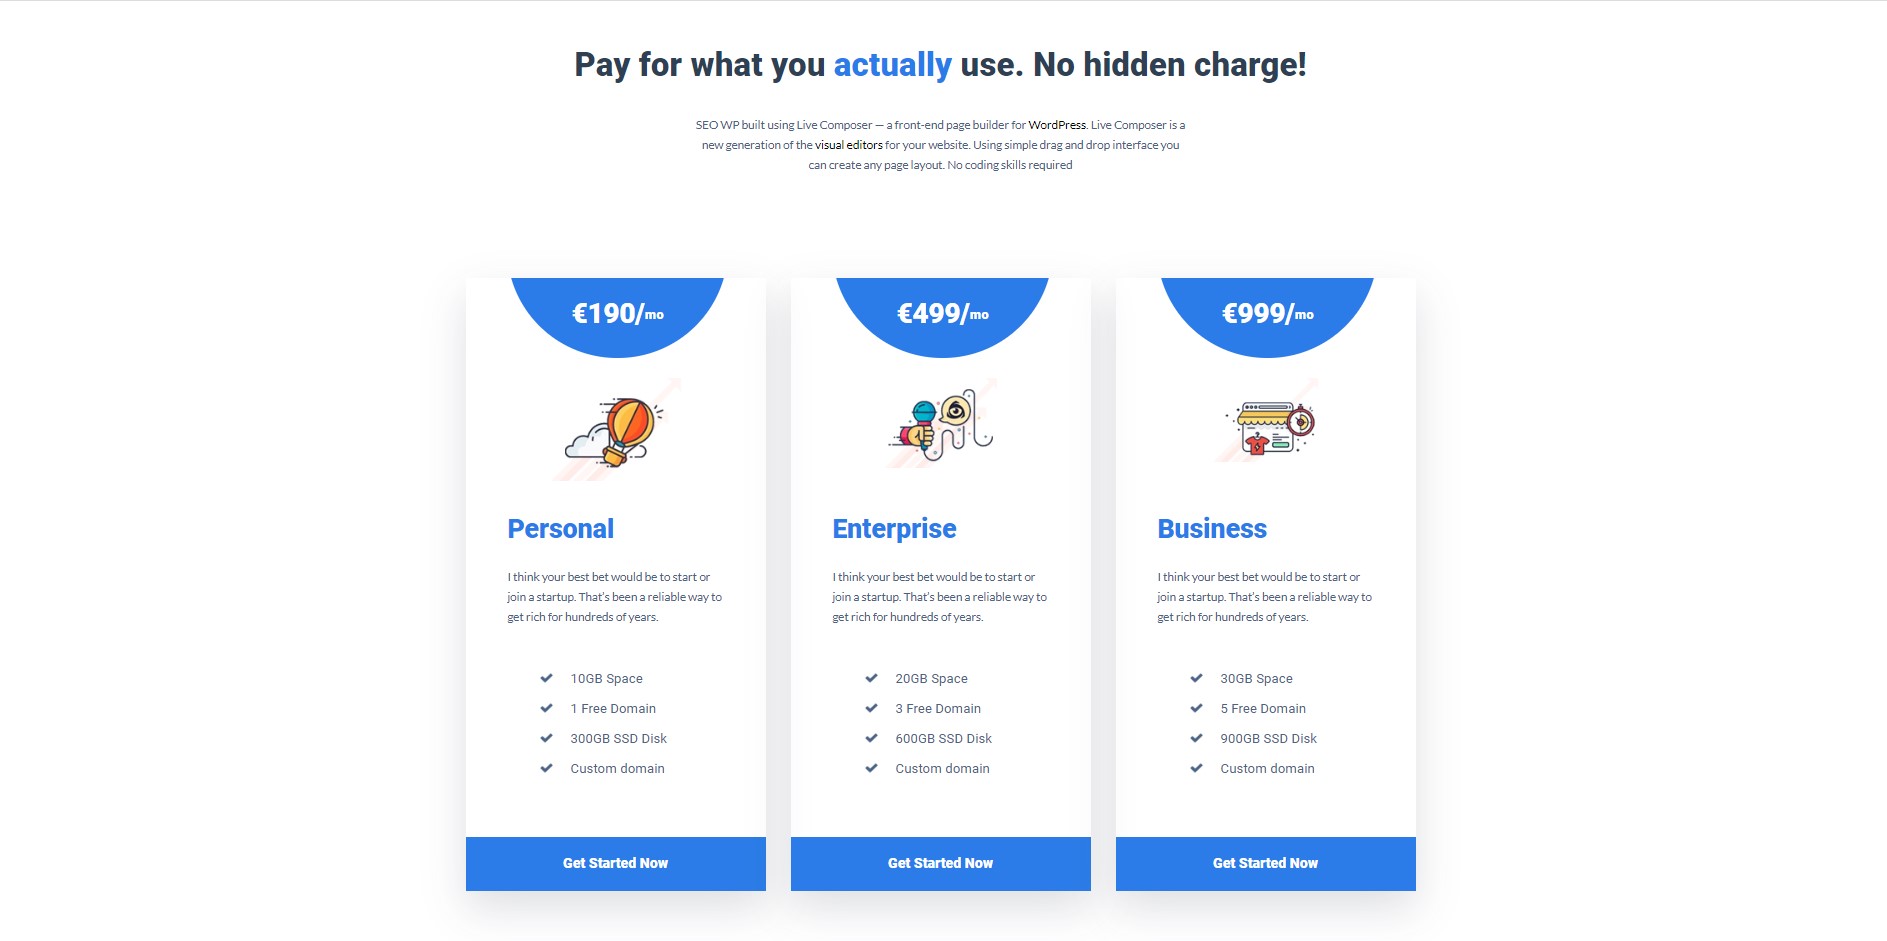 Pay for what you actually use. No hidden charge!
SEO WP built using Live Composer — a front-end page builder for WordPress. Live Composer is a
new generation of the visual editors for your website. Using simple drag and drop interface you
can create any page layout. No coding skills required
€190/mo
Personal
I think your best bet would be to start or
join a startup. That's been a reliable way to
get rich for hundreds of years.
10GB Space
1 Free Domain
300GB SSD Disk
Custom domain
Get Started Now
€499/mo
Enterprise
I think your best bet would be to start or
join a startup. That's been a reliable way to
get rich for hundreds of years.
20GB Space
3 Free Domain
600GB SSD Disk
Custom domain
Get Started Now
€999/mo
Business
I think your best bet would be to start or
join a startup. That's been a reliable way to
get rich for hundreds of years.
30GB Space
5 Free Domain
900GB SSD Disk
Custom domain
Get Started Now